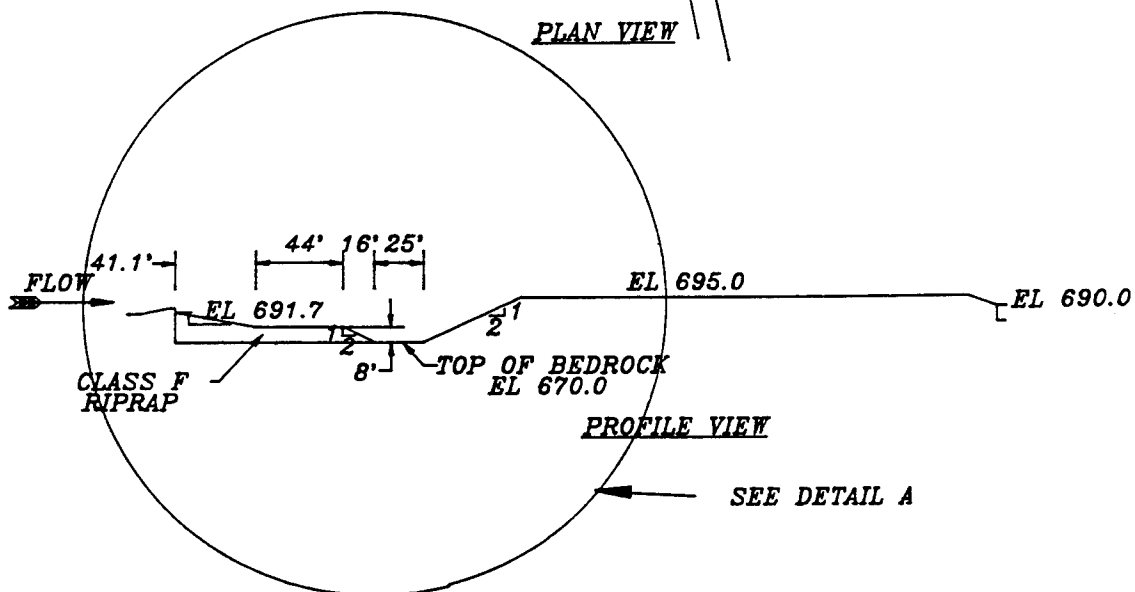 PLAN VIEW
44' 16' 25'
41.1'
FLOW
EL 691.7
EL 695.0
EL 690.0
1
2
1
2
8'
TOP OF BEDROCK
EL 670.0
CLASS F
RIPRAP
PROFILE VIEW
SEE DETAIL A